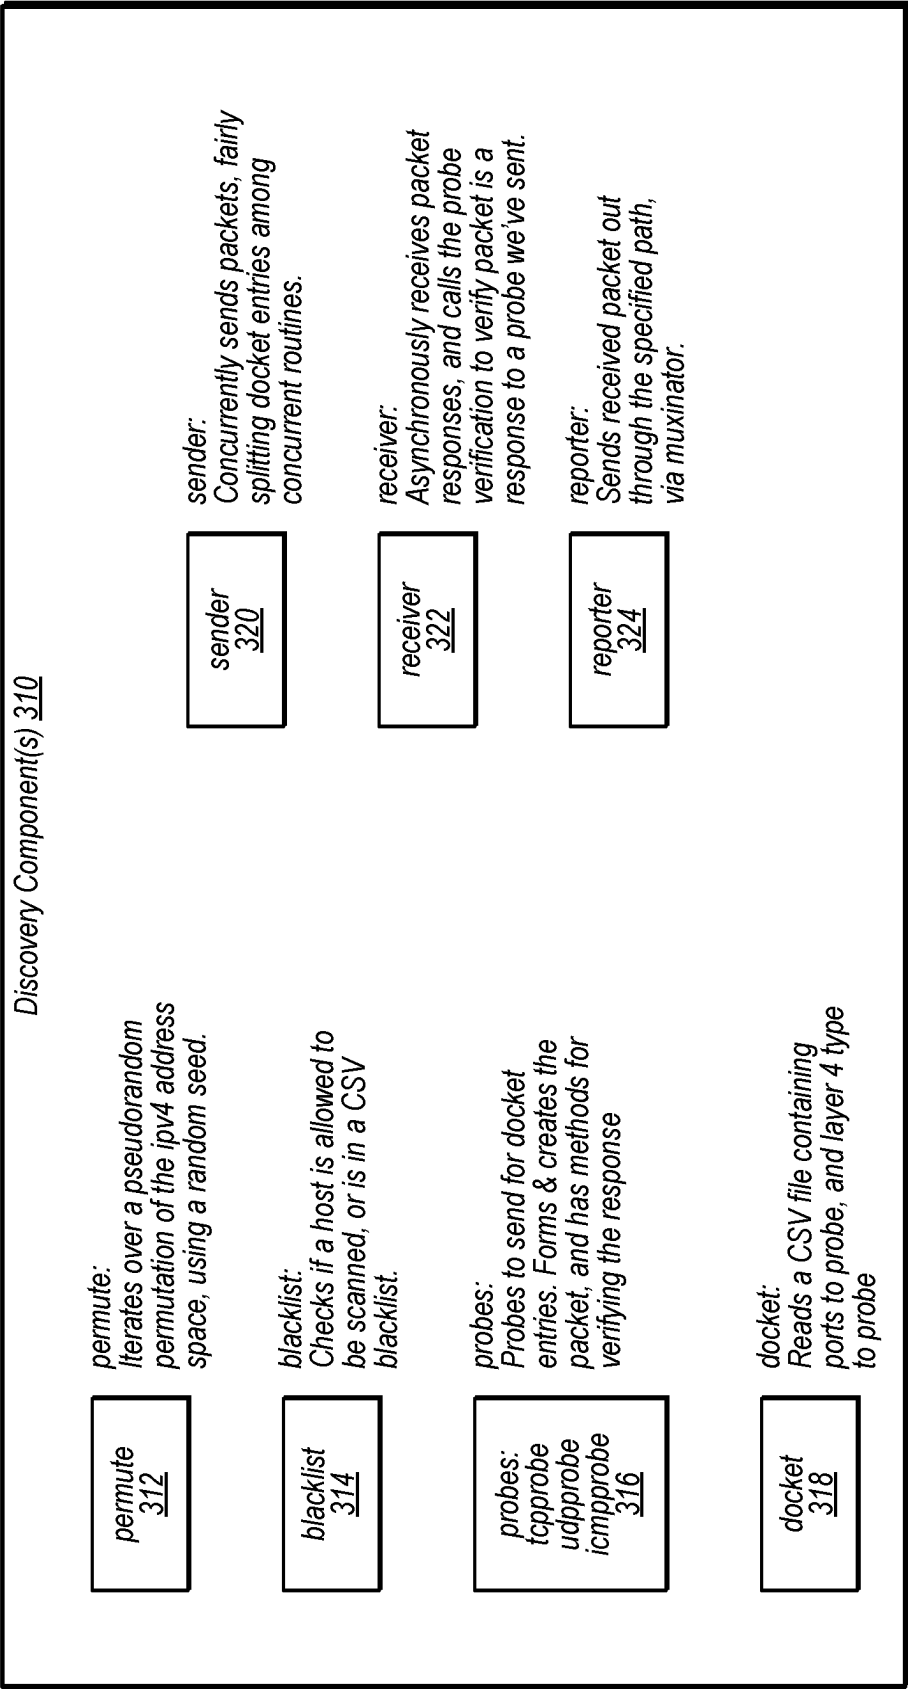 Discovery Component(s) 310
permute
312
permute:
Iterates over a pseudorandom
permutation of the ipv4 address
space, using a random seed.
blacklist
314
blacklist:
Checks if a host is allowed to
be scanned, or is in a CSV
blacklist.
probes:
tcpprobe
udpprobe
icmpprobe
316
probes:
Probes to send for docket
entries. Forms & creates the
packet, and has methods for
verifying the response
docket
318
docket:
Reads a CSV file containing
ports to probe, and layer 4 type
to probe
sender
320
sender:
Concurrently sends packets, fairly
splitting docket entries among
concurrent routines.
receiver
322
receiver:
Asynchronously receives packet
responses, and calls the probe
verification to verify packet is a
response to a probe we've sent.
reporter
324
reporter:
Sends received packet out
through the specified path,
via muxinator.